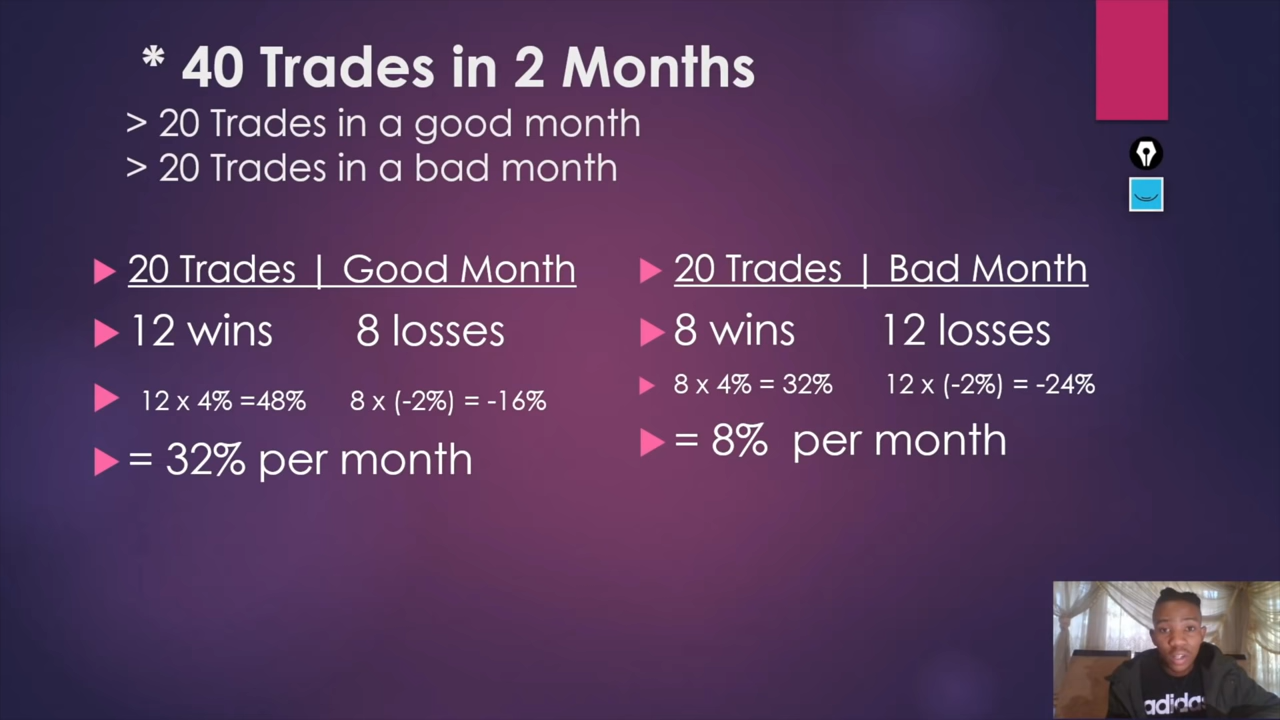 * 40 Trades in 2 Months
> 20 Trades in a good month
> 20 Trades in a bad month
20 Trades | Good Month
12 wins 8 losses
12 x 4% =48% 8 x (-2%) = -16%
= 32% per month
20 Trades | Bad Month
8 wins 12 losses
8 x 4% = 32% 12 x (-2%) = -24%
= 8% per month
adidas